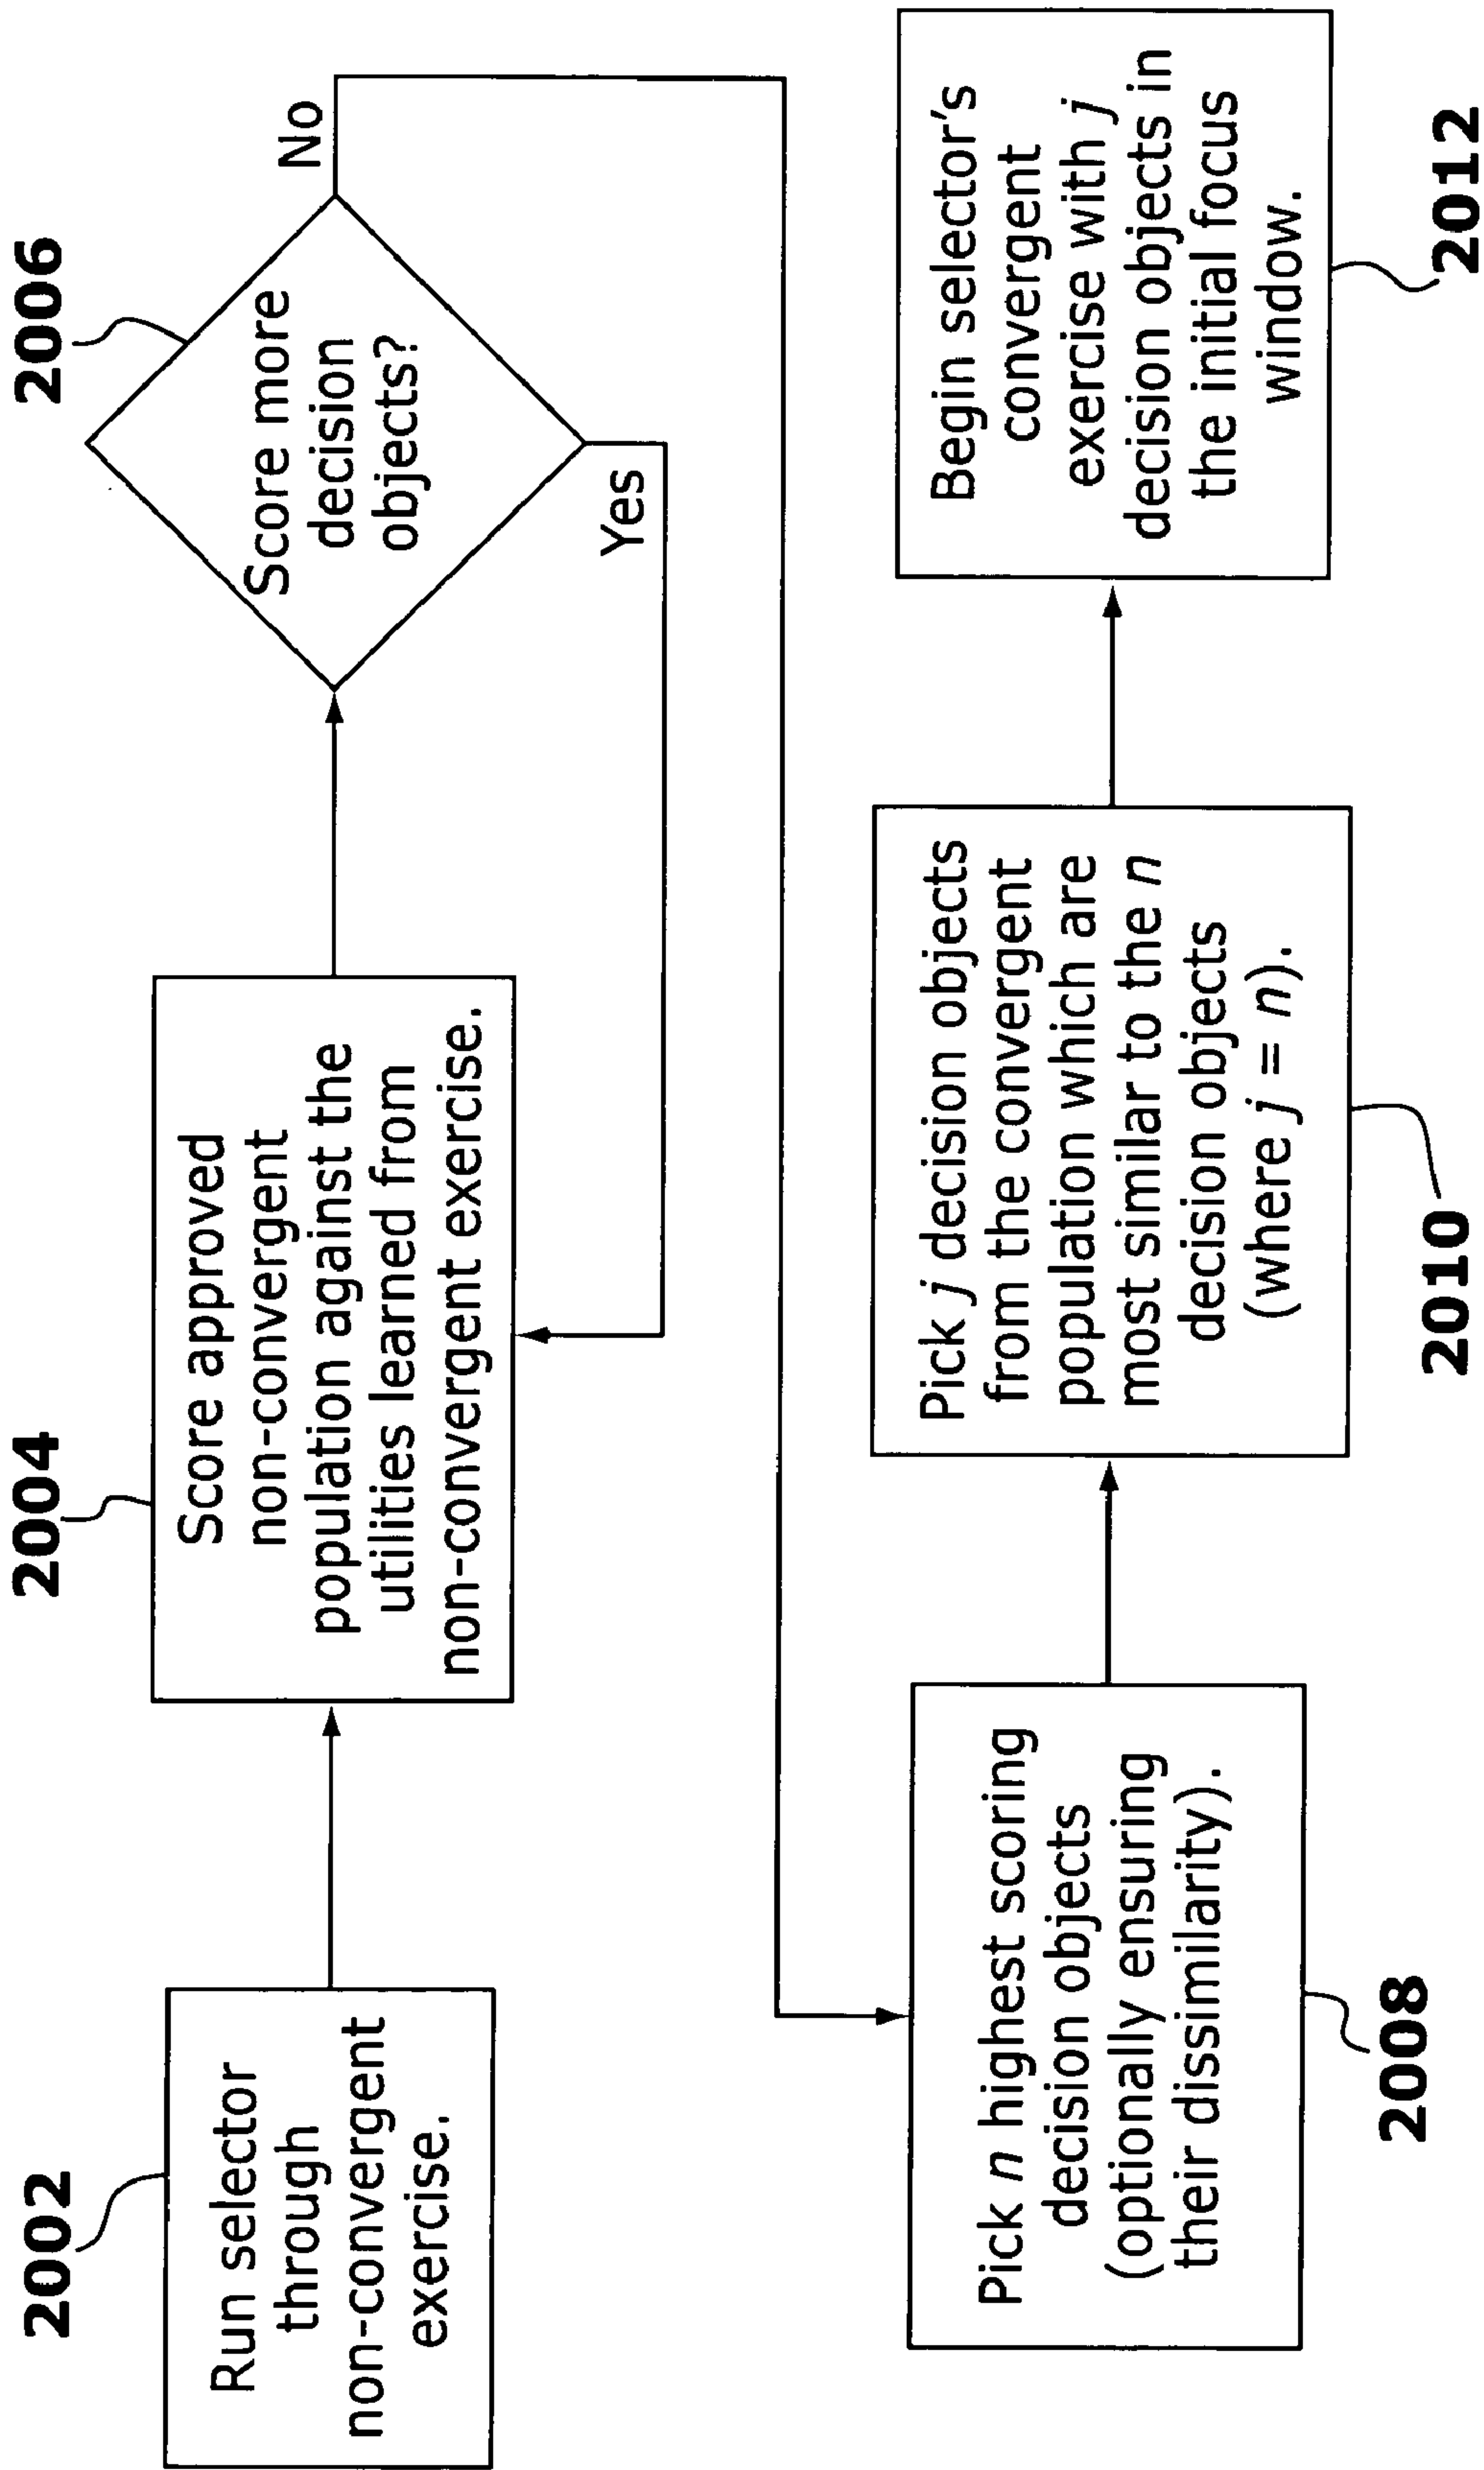 2002
Run selector
through
non-convergent
exercise.
2004
Score approved
non-convergent
population against the
utilities learned from
non-convergent exercise.
2006
Score more
decision
objects?
No
Yes
Pick n highest scoring
decision objects
(optionally ensuring
their dissimilarity).
2008
Pick j decision objects
from the convergent
population which are
most similar to the n
decision objects
(where j = n).
2010
Begin selector's
convergent
exercise with j
decision objects in
the initial focus
window.
2012